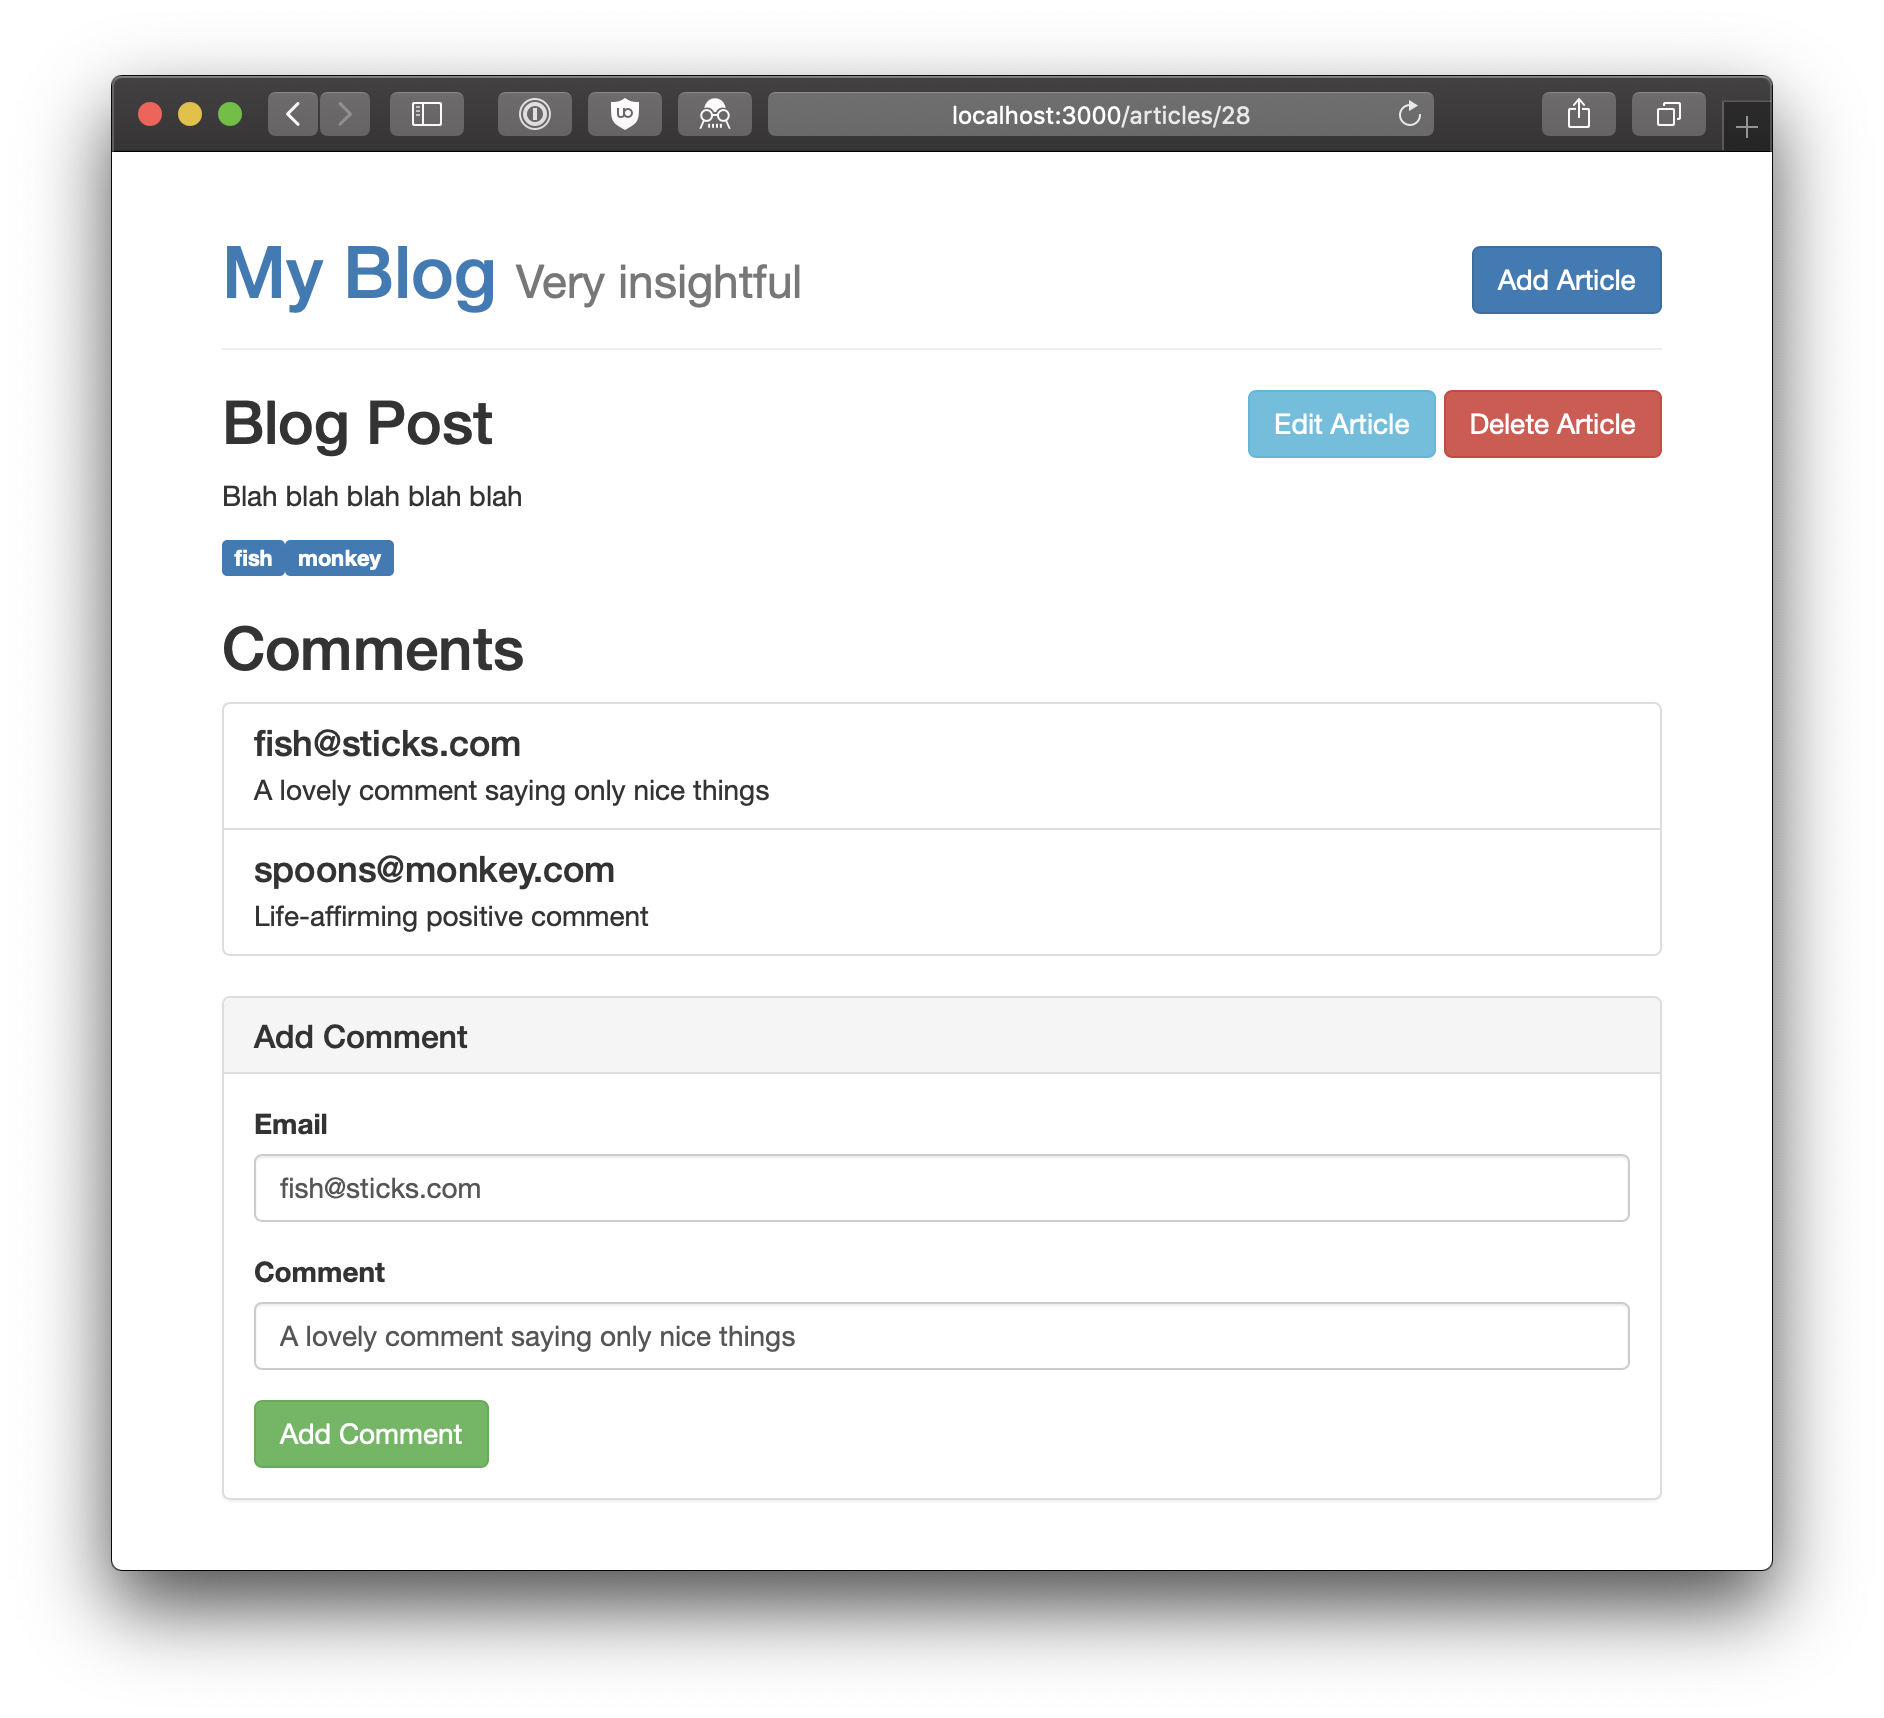 localhost:3000/articles/28
My Blog Very insightful
Add Article
Blog Post
Edit Article
Delete Article
Blah blah blah blah blah
fish monkey
Comments
fish@sticks.com
A lovely comment saying only nice things
spoons@monkey.com
Life-affirming positive comment
Add Comment
Email
fish@sticks.com
Comment
A lovely comment saying only nice things
Add Comment